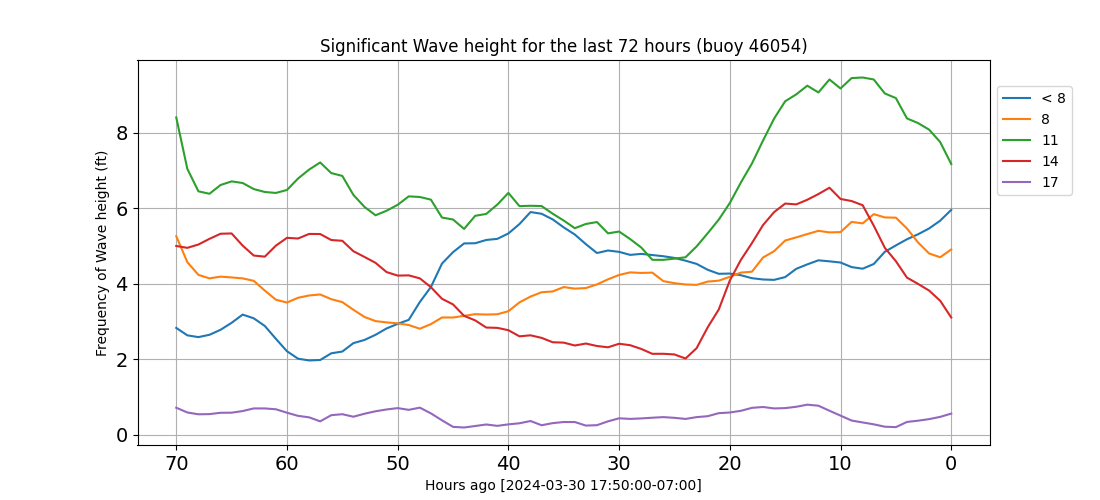 Significant Wave height for the last 72 hours (buoy 46054)
Frequency of Wave height (ft)
8
6
4
2
0
70 60 50 40 30 20 10 0
Hours ago [2024-03-30 17:50:00-07:00]
< 8
8
11
14
17